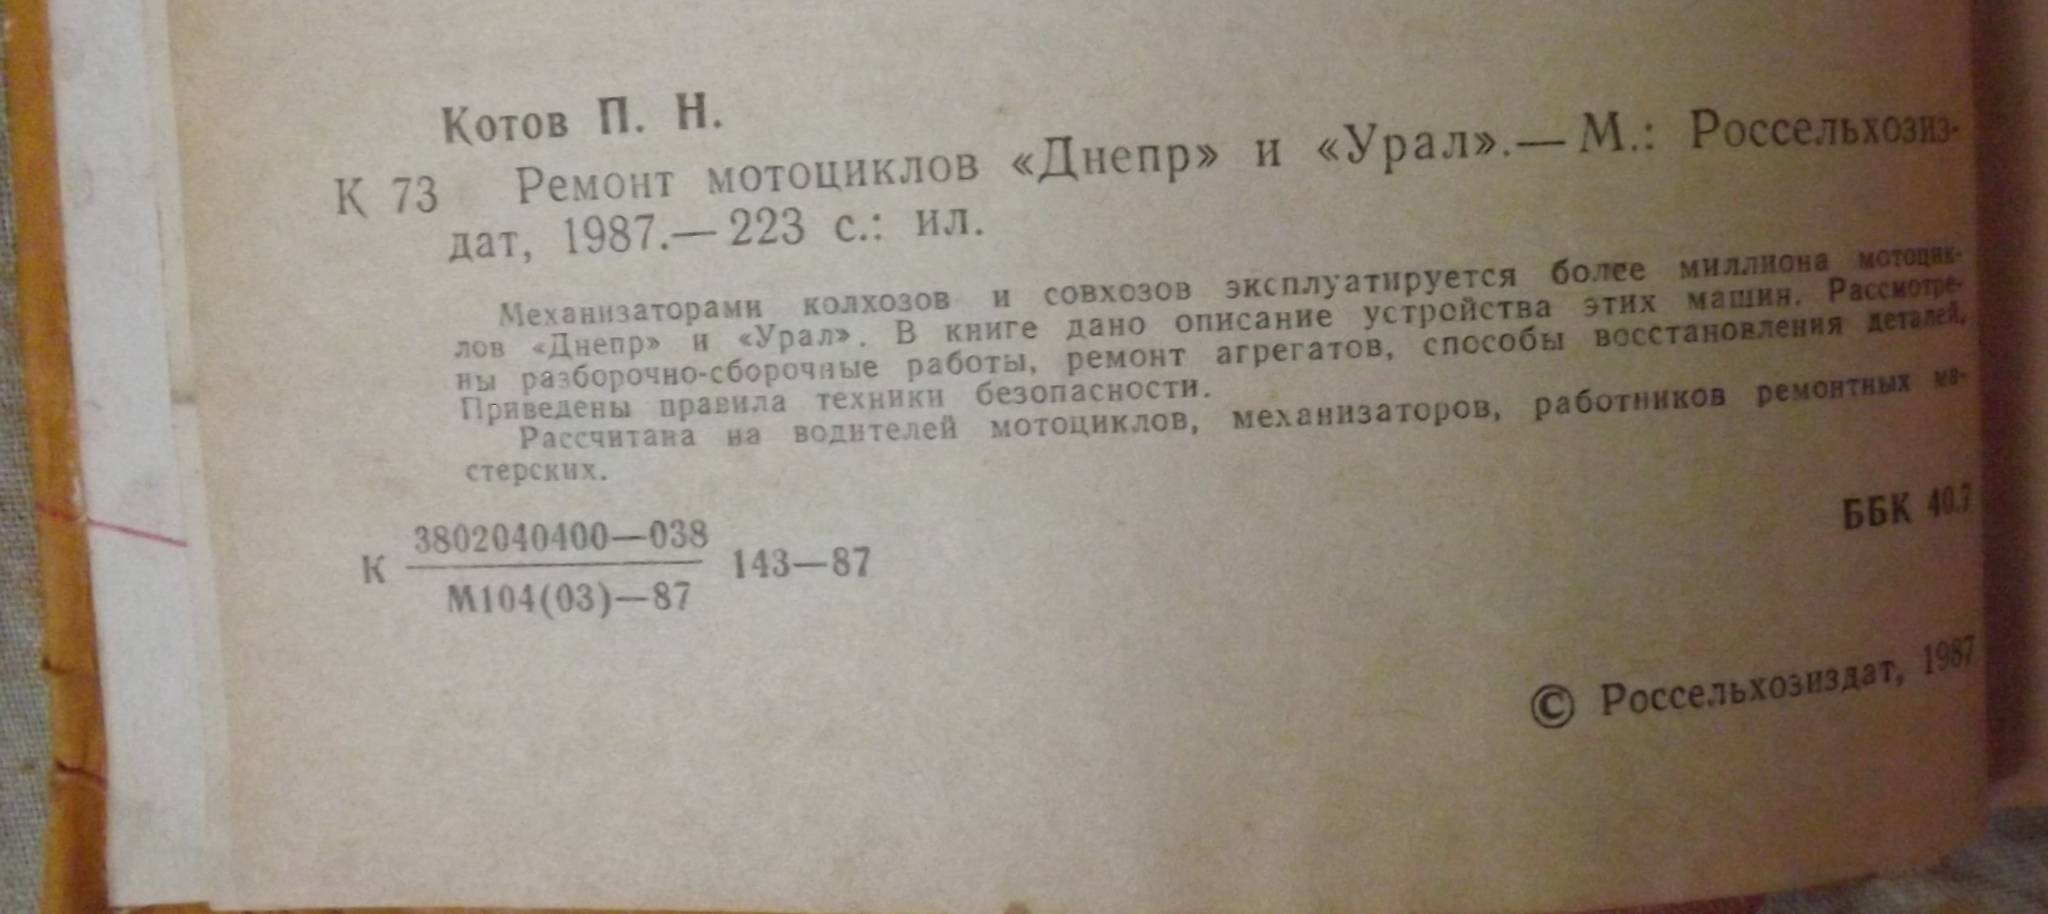 Котов П. Н.
К 73 Ремонт мотоциклов «Днепр» и «Урал».— М.: Россельхозиз-
дат, 1987.— 223 с.: ил.
Механизаторами колхозов и совхозов эксплуатируется более миллиона мотоцик-
лов «Днепр» и «Урал». В книге дано описание устройства этих машин. Рассмотре-
ны разборочно-сборочные работы, ремонт агрегатов, способы восстановления деталей.
Приведены правила техники безопасности.
Рассчитана на водителей мотоциклов, механизаторов, работников ремонтных ма-
стерских.
К 3802040400—038 143—87
М104(03)—87
ББК 40.7
© Россельхозиздат, 1987